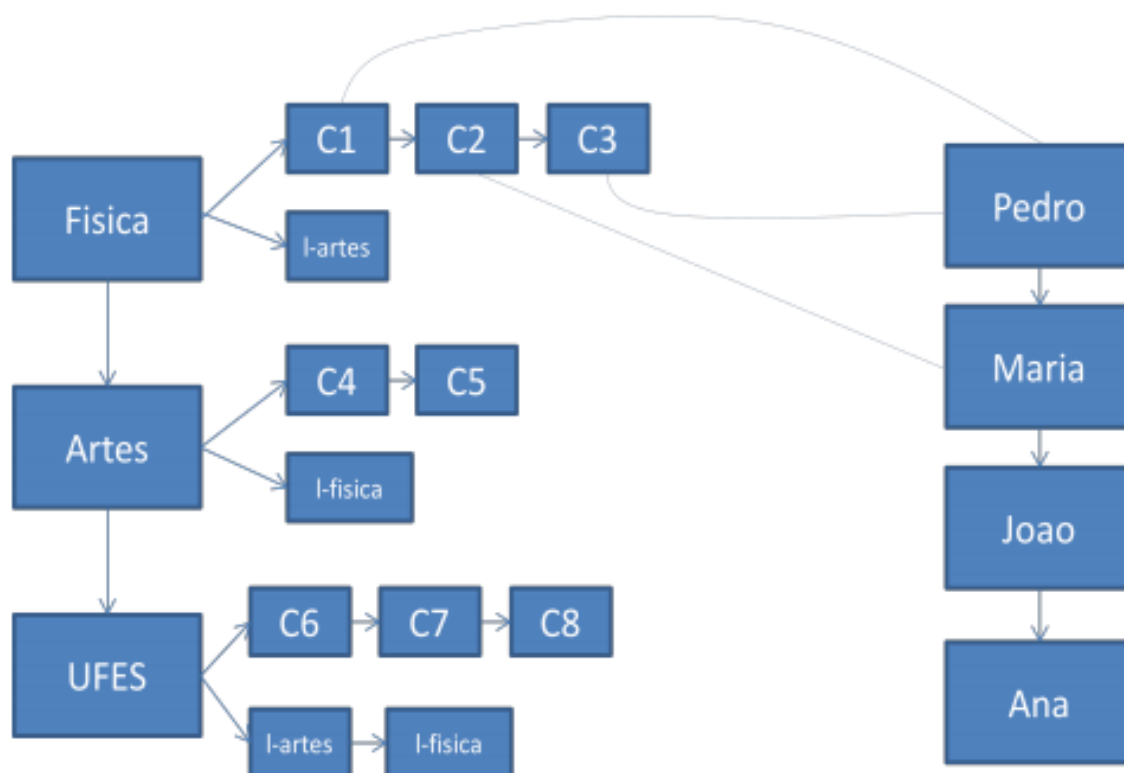 C1
C2
C3
Fisica
l-artes
Pedro
Maria
C4
C5
Artes
l-fisica
Joao
C6
C7
C8
UFES
l-artes
l-fisica
Ana